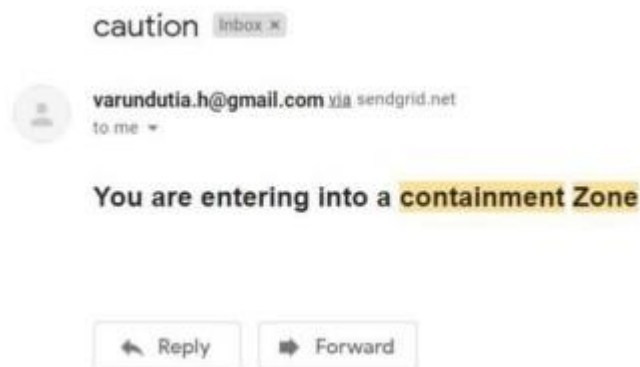 caution Inbox ×
varundutia.h@gmail.com via sendgrid.net
to me
You are entering into a containment Zone
Reply Forward